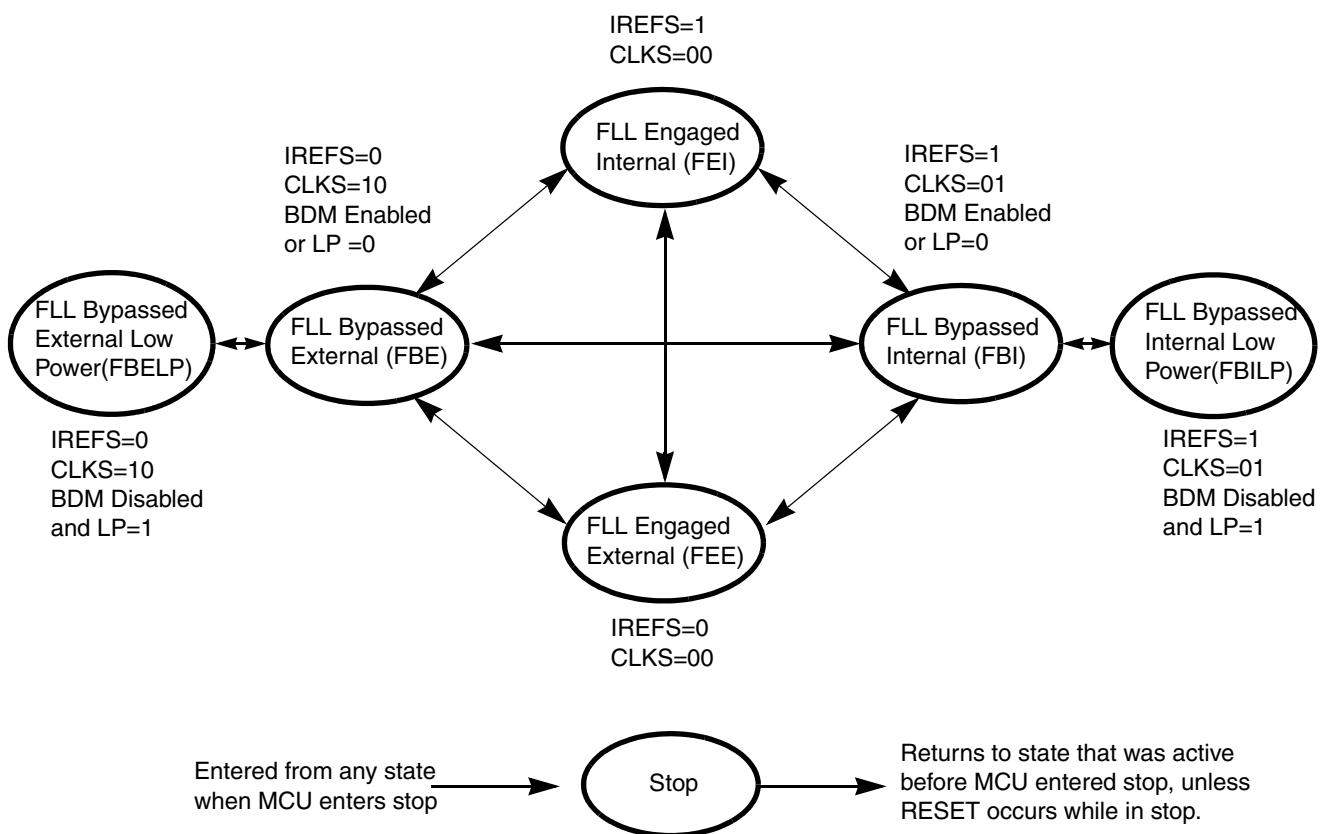 IREFS=1
CLKS=00
FLL Engaged
Internal (FEI)
IREFS=0
CLKS=10
BDM Enabled
or LP =0
IREFS=1
CLKS=01
BDM Enabled
or LP=0
FLL Bypassed
External Low
Power(FBELP)
FLL Bypassed
External (FBE)
FLL Bypassed
Internal (FBI)
FLL Bypassed
Internal Low
Power(FBILP)
IREFS=0
CLKS=10
BDM Disabled
and LP=1
IREFS=1
CLKS=01
BDM Disabled
and LP=1
FLL Engaged
External (FEE)
IREFS=0
CLKS=00
Entered from any state
when MCU enters stop
Stop
Returns to state that was active
before MCU entered stop, unless
RESET occurs while in stop.